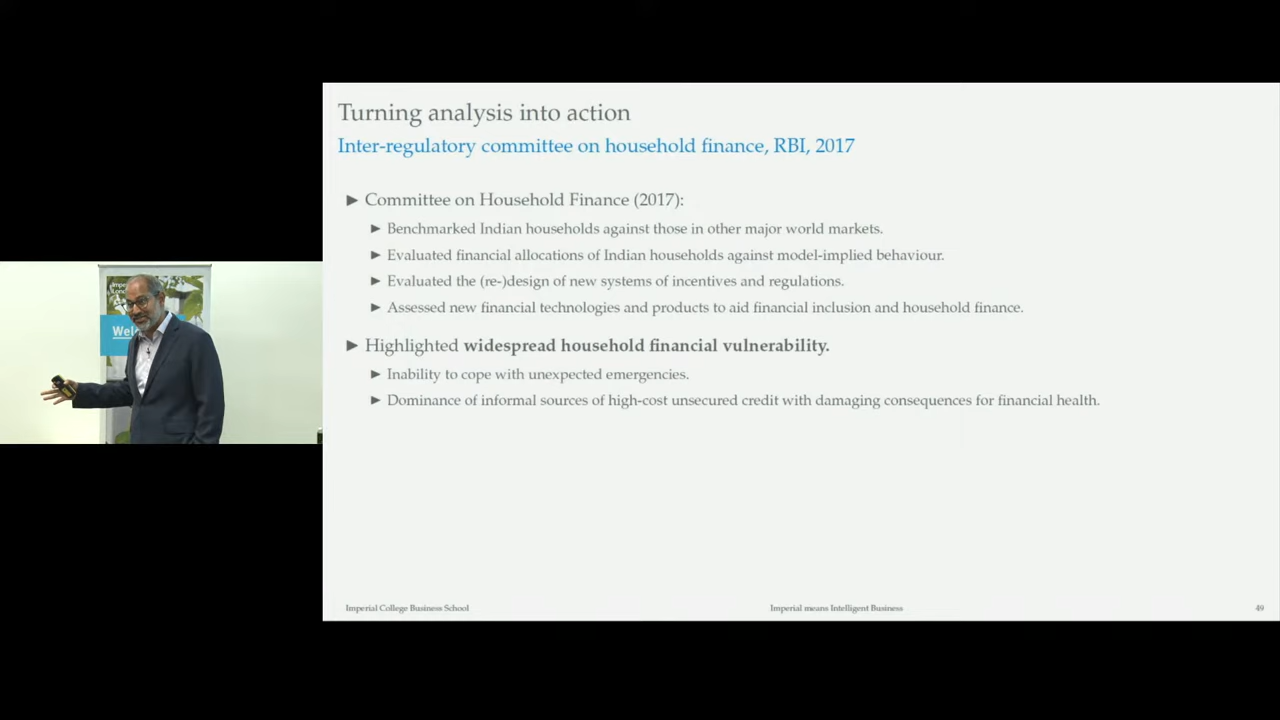 Turning analysis into action
Inter-regulatory committee on household finance, RBI, 2017
► Committee on Household Finance (2017):
► Benchmarked Indian households against those in other major world markets.
► Evaluated financial allocations of Indian households against model-implied behaviour.
► Evaluated the (re-)design of new systems of incentives and regulations.
► Assessed new financial technologies and products to aid financial inclusion and household finance.
► Highlighted widespread household financial vulnerability.
► Inability to cope with unexpected emergencies.
► Dominance of informal sources of high-cost unsecured credit with damaging consequences for financial health.
Imperial College Business School
Imperial means Intelligent Business
49